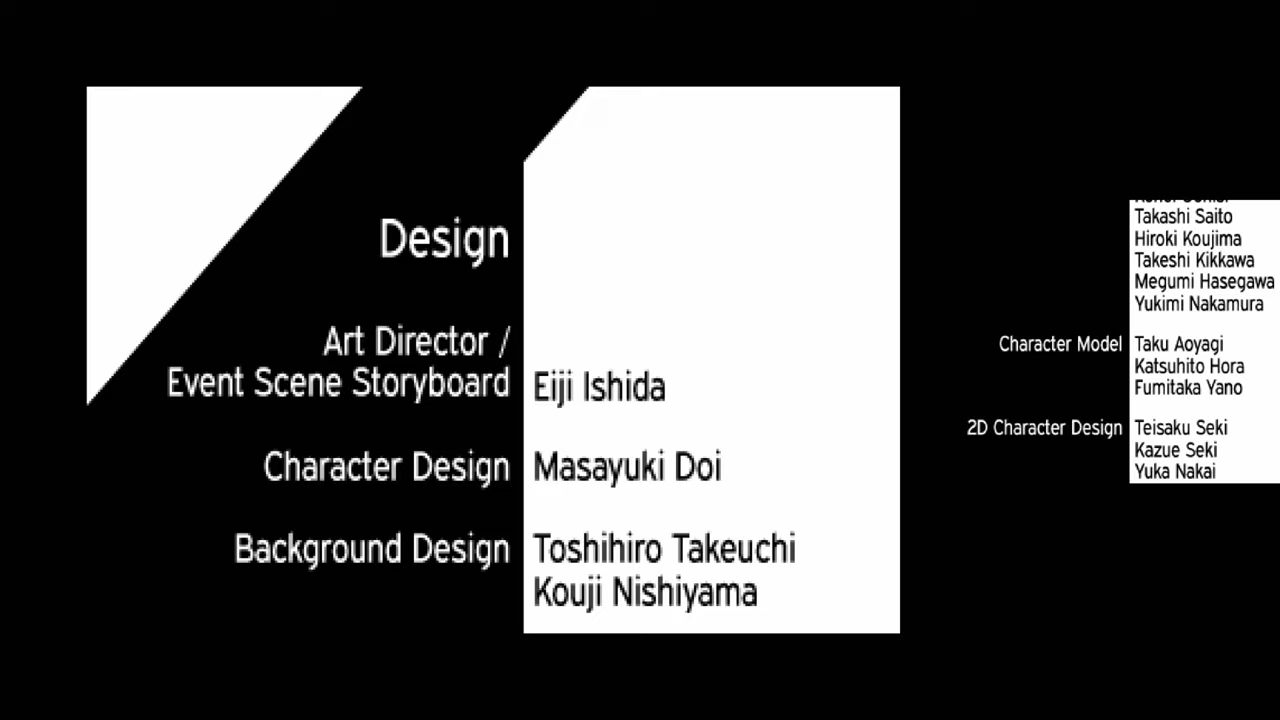 Design
Art Director /
Event Scene Storyboard Eiji Ishida
Character Design Masayuki Doi
Background Design Toshihiro Takeuchi
Kouji Nishiyama
Takashi Saito
Hiroki Koujima
Takeshi Kikkawa
Megumi Hasegawa
Yukimi Nakamura
Character Model Taku Aoyagi
Katsuhito Hora
Fumitaka Yano
2D Character Design Teisaku Seki
Kazue Seki
Yuka Nakai